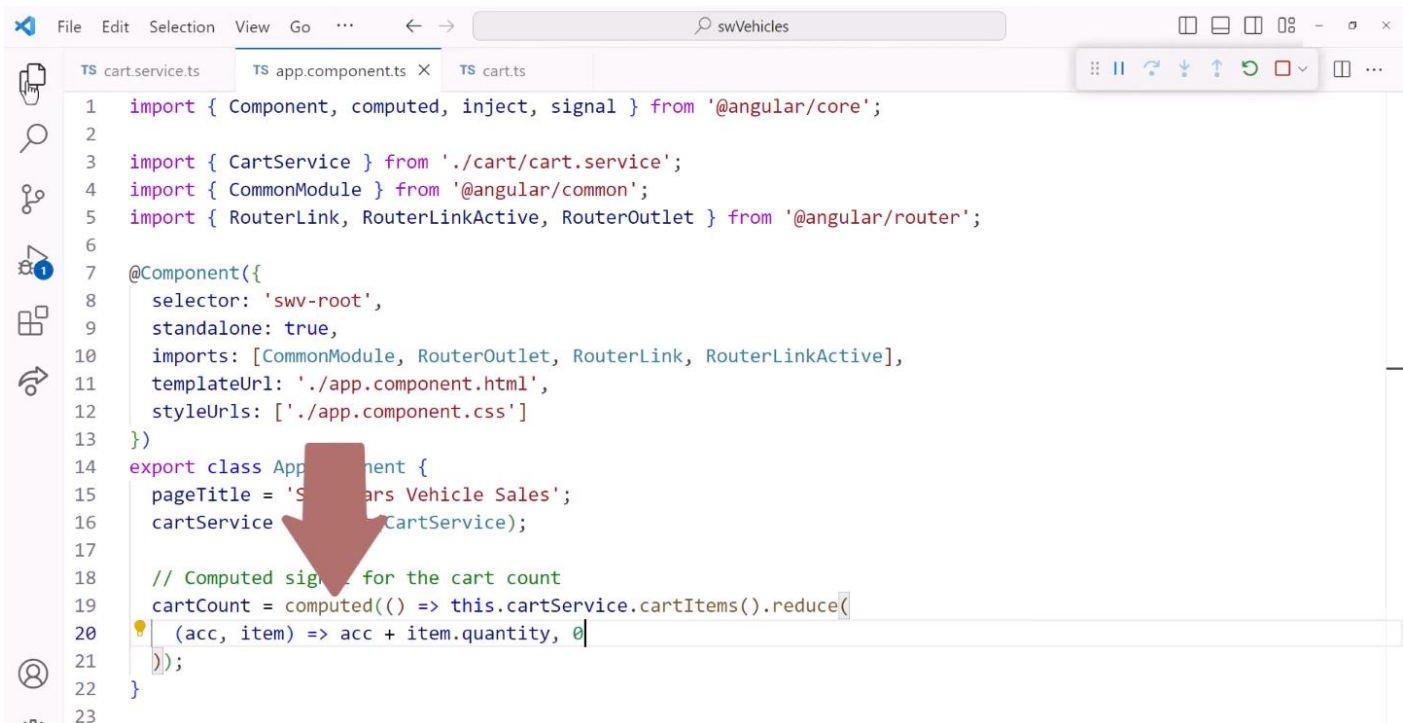 File Edit Selection View Go ··· swVehicles
TS cart.service.ts TS app.component.ts TS cart.ts
1 import { Component, computed, inject, signal } from '@angular/core';
2
3 import { CartService } from './cart/cart.service';
4 import { CommonModule } from '@angular/common';
5 import { RouterLink, RouterLinkActive, RouterOutlet } from '@angular/router';
6
7 @Component({
8 selector: 'swv-root',
9 standalone: true,
10 imports: [CommonModule, RouterOutlet, RouterLink, RouterLinkActive],
11 templateUrl: './app.component.html',
12 styleUrls: ['./app.component.css']
13 })
14 export class {
15 pageTitle = Vehicle Sales';
16 cartService CartService);
17
18 // Computed for the cart count
19 cartCount = computed(() => this.cartService.cartItems().reduce(
20 (acc, item) => acc + item.quantity, 0
21 ));
22 }
23
1